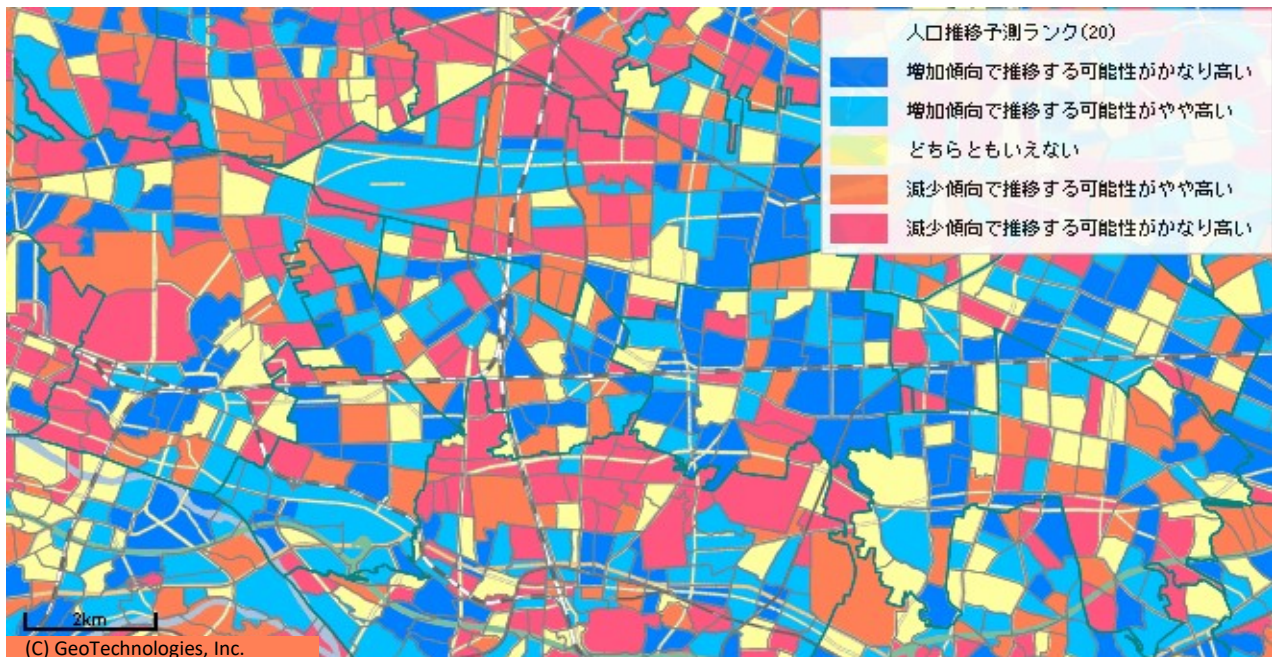 人口推移予測ランク(20)
増加傾向で推移する可能性がかなり高い
増加傾向で推移する可能性がやや高い
どちらともいえない
減少傾向で推移する可能性がやや高い
減少傾向で推移する可能性がかなり高い
2km
(C) GeoTechnologies, Inc.